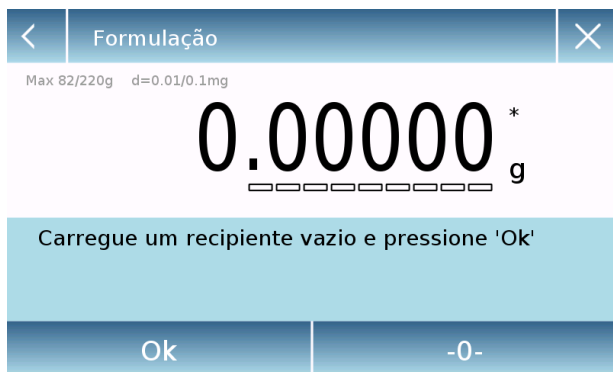 Formulação
Max 82/220g d=0.01/0.1mg
0.00000 *
g
Carregue um recipiente vazio e pressione 'Ok'
Ok -0-